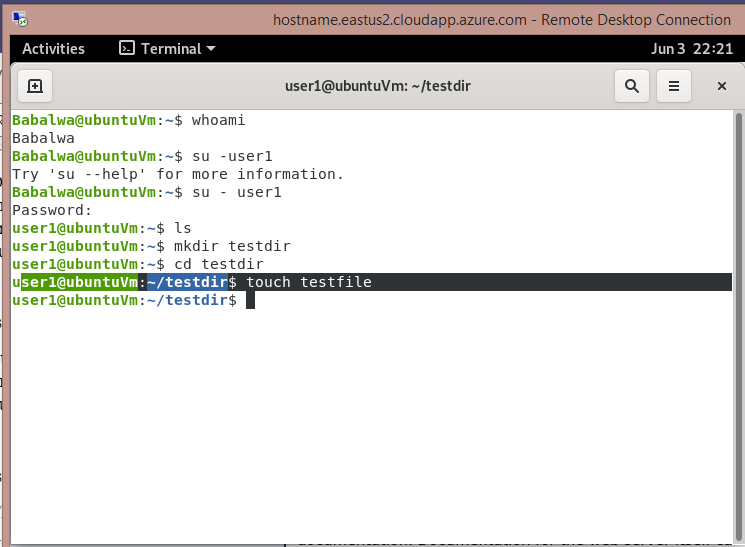 hostname.eastus2.cloudapp.azure.com - Remote Desktop Connection
Activities Terminal Jun 3 22:21
user1@ubuntuVm: ~/testdir
Babalwa@ubuntuVm:~$ whoami
Babalwa
Babalwa@ubuntuVm:~$ su -user1
Try 'su --help' for more information.
Babalwa@ubuntuVm:~$ su - user1
Password:
user1@ubuntuVm:~$ ls
user1@ubuntuVm:~$ mkdir testdir
user1@ubuntuVm:~$ cd testdir
user1@ubuntuVm:~/testdir$ touch testfile
user1@ubuntuVm:~/testdir$